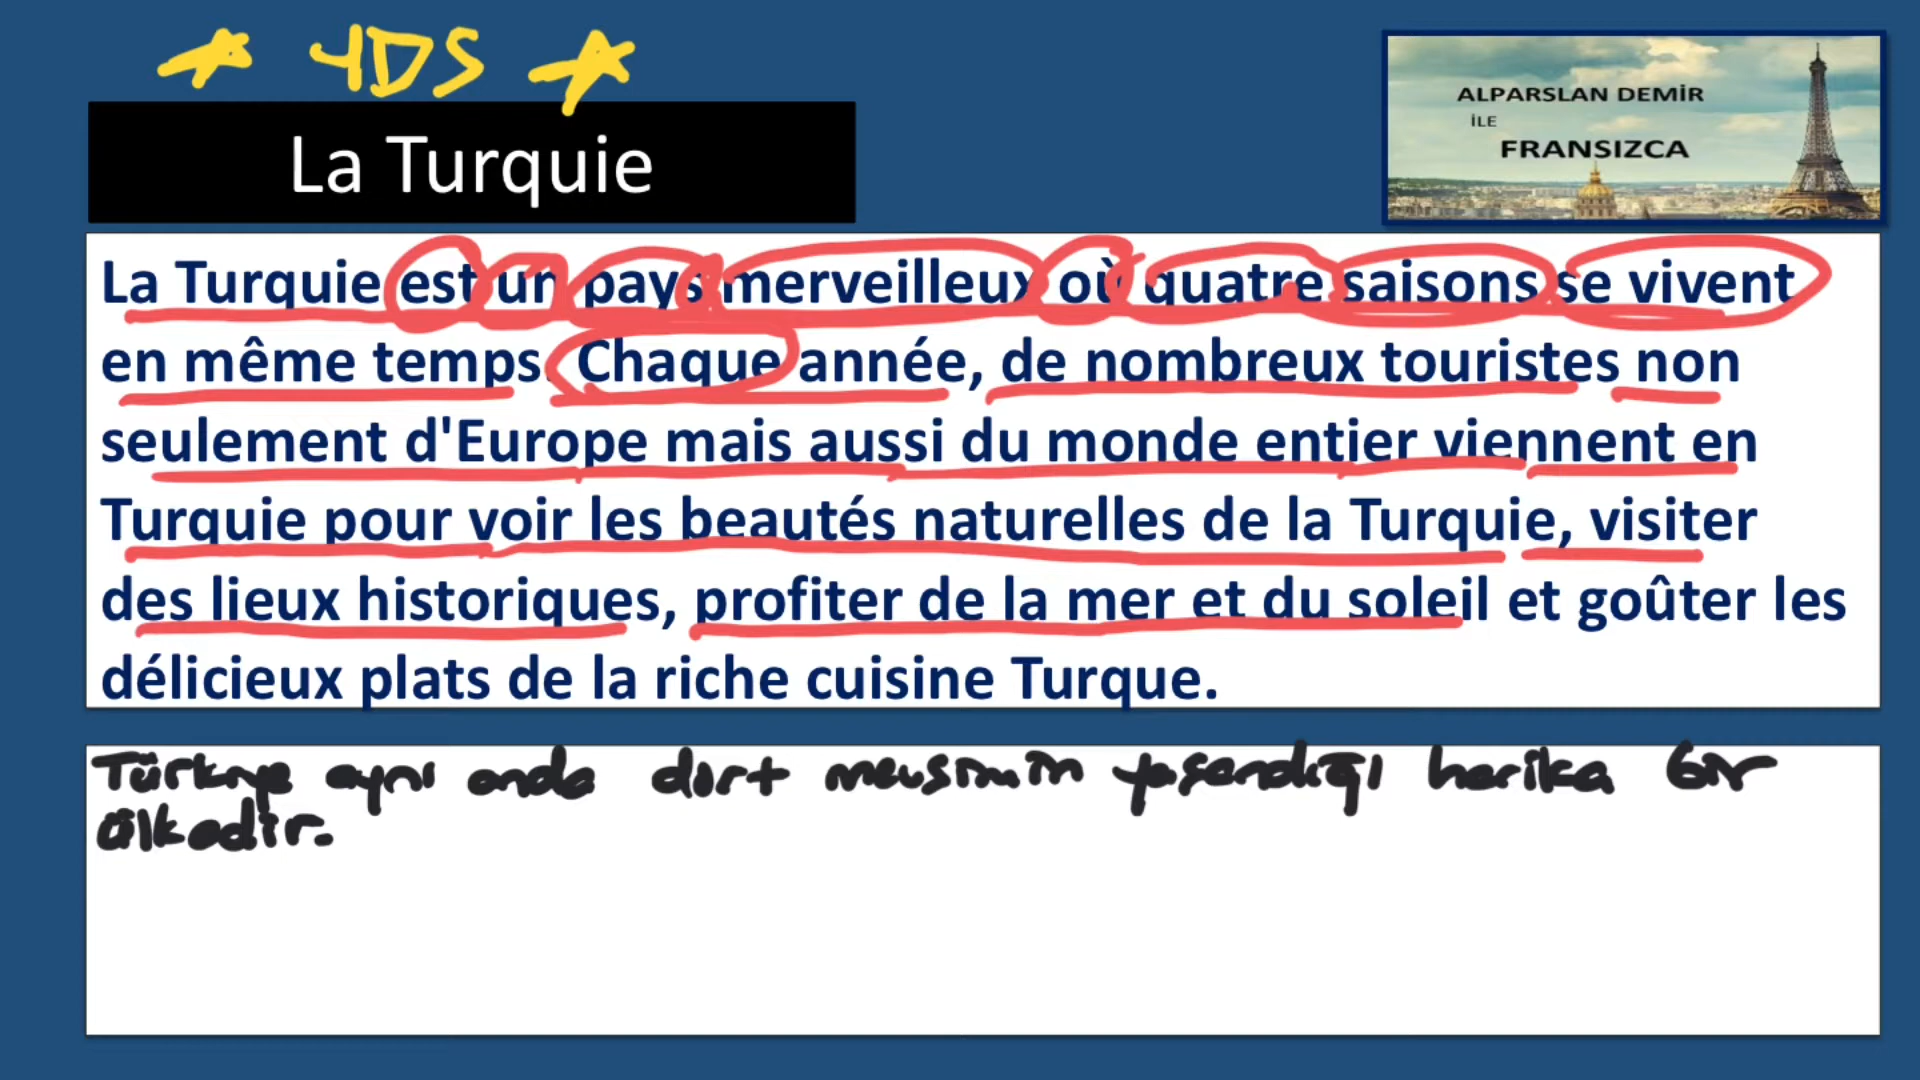 YDS
La Turquie
ALPARSLAN DEMİR
İLE
FRANSIZCA
La Turquie est un pays merveilleux où quatre saisons se vivent
en même temps. Chaque année, de nombreux touristes non
seulement d'Europe mais aussi du monde entier viennent en
Turquie pour voir les beautés naturelles de la Turquie, visiter
des lieux historiques, profiter de la mer et du soleil et goûter les
délicieux plats de la riche cuisine Turque.
Türkiye aynı anda dört mevsimin yaşandığı harika bir
ülkedir.